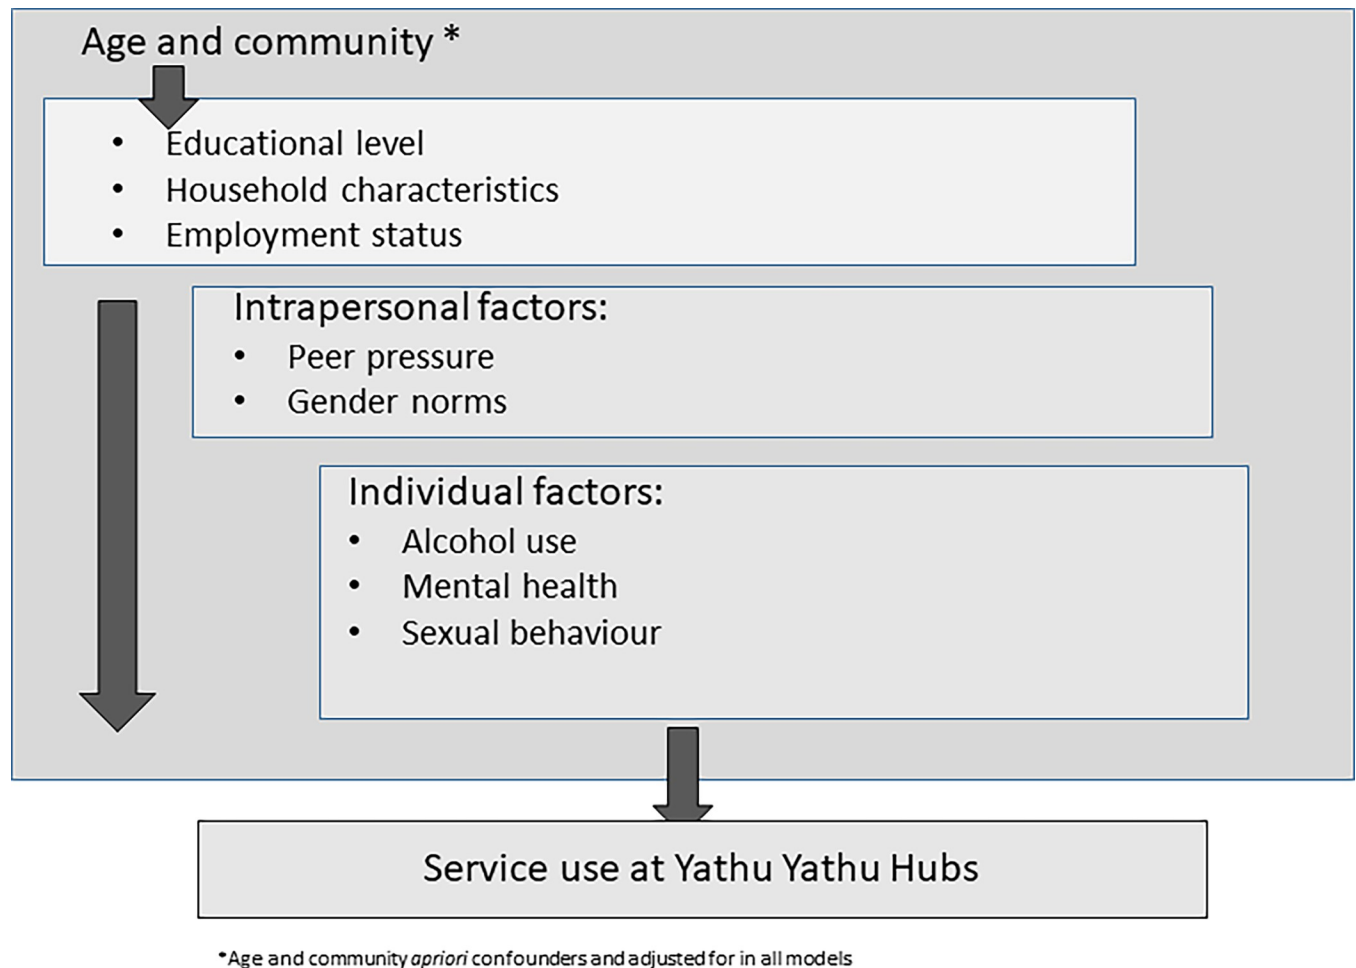 Age and community *
• Educational level
• Household characteristics
• Employment status
Intrapersonal factors:
• Peer pressure
• Gender norms
Individual factors:
• Alcohol use
• Mental health
• Sexual behaviour
Service use at Yathu Yathu Hubs
*Age and community apriori confounders and adjusted for in all models